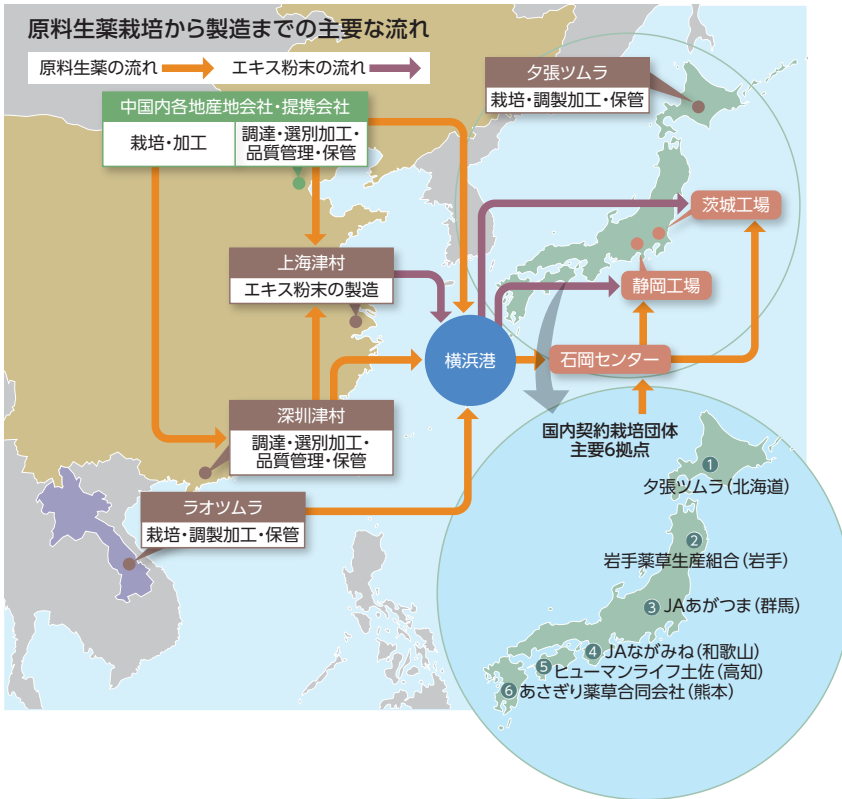 原料生薬栽培から製造までの主要な流れ
原料生薬の流れ
エキス粉末の流れ
中国内各地産地会社・提携会社
栽培・加工
調達・選別加工・
品質管理・保管
夕張ツムラ
栽培・調製加工・保管
茨城工場
上海津村
エキス粉末の製造
静岡工場
横浜港
石岡センター
深圳津村
調達・選別加工・
品質管理・保管
国内契約栽培団体
主要6拠点
ラオツムラ
栽培・調製加工・保管
1
夕張ツムラ(北海道)
2
岩手薬草生産組合(岩手)
3 JAあがつま(群馬)
4 JAながみね(和歌山)
5 ヒューマンライフ土佐(高知)
6 あさぎり薬草合同会社(熊本)